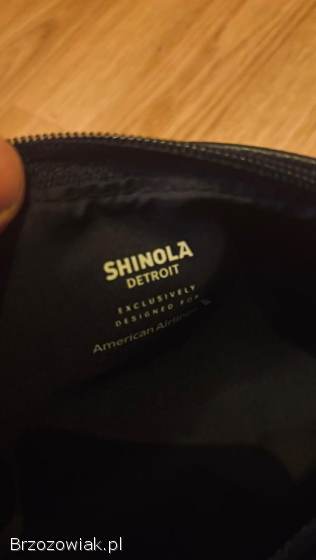 SHINOLA
DETROIT
EXCLUSIVELY
DESIGNED FOR
American Airlines
Brzozowiak.pl